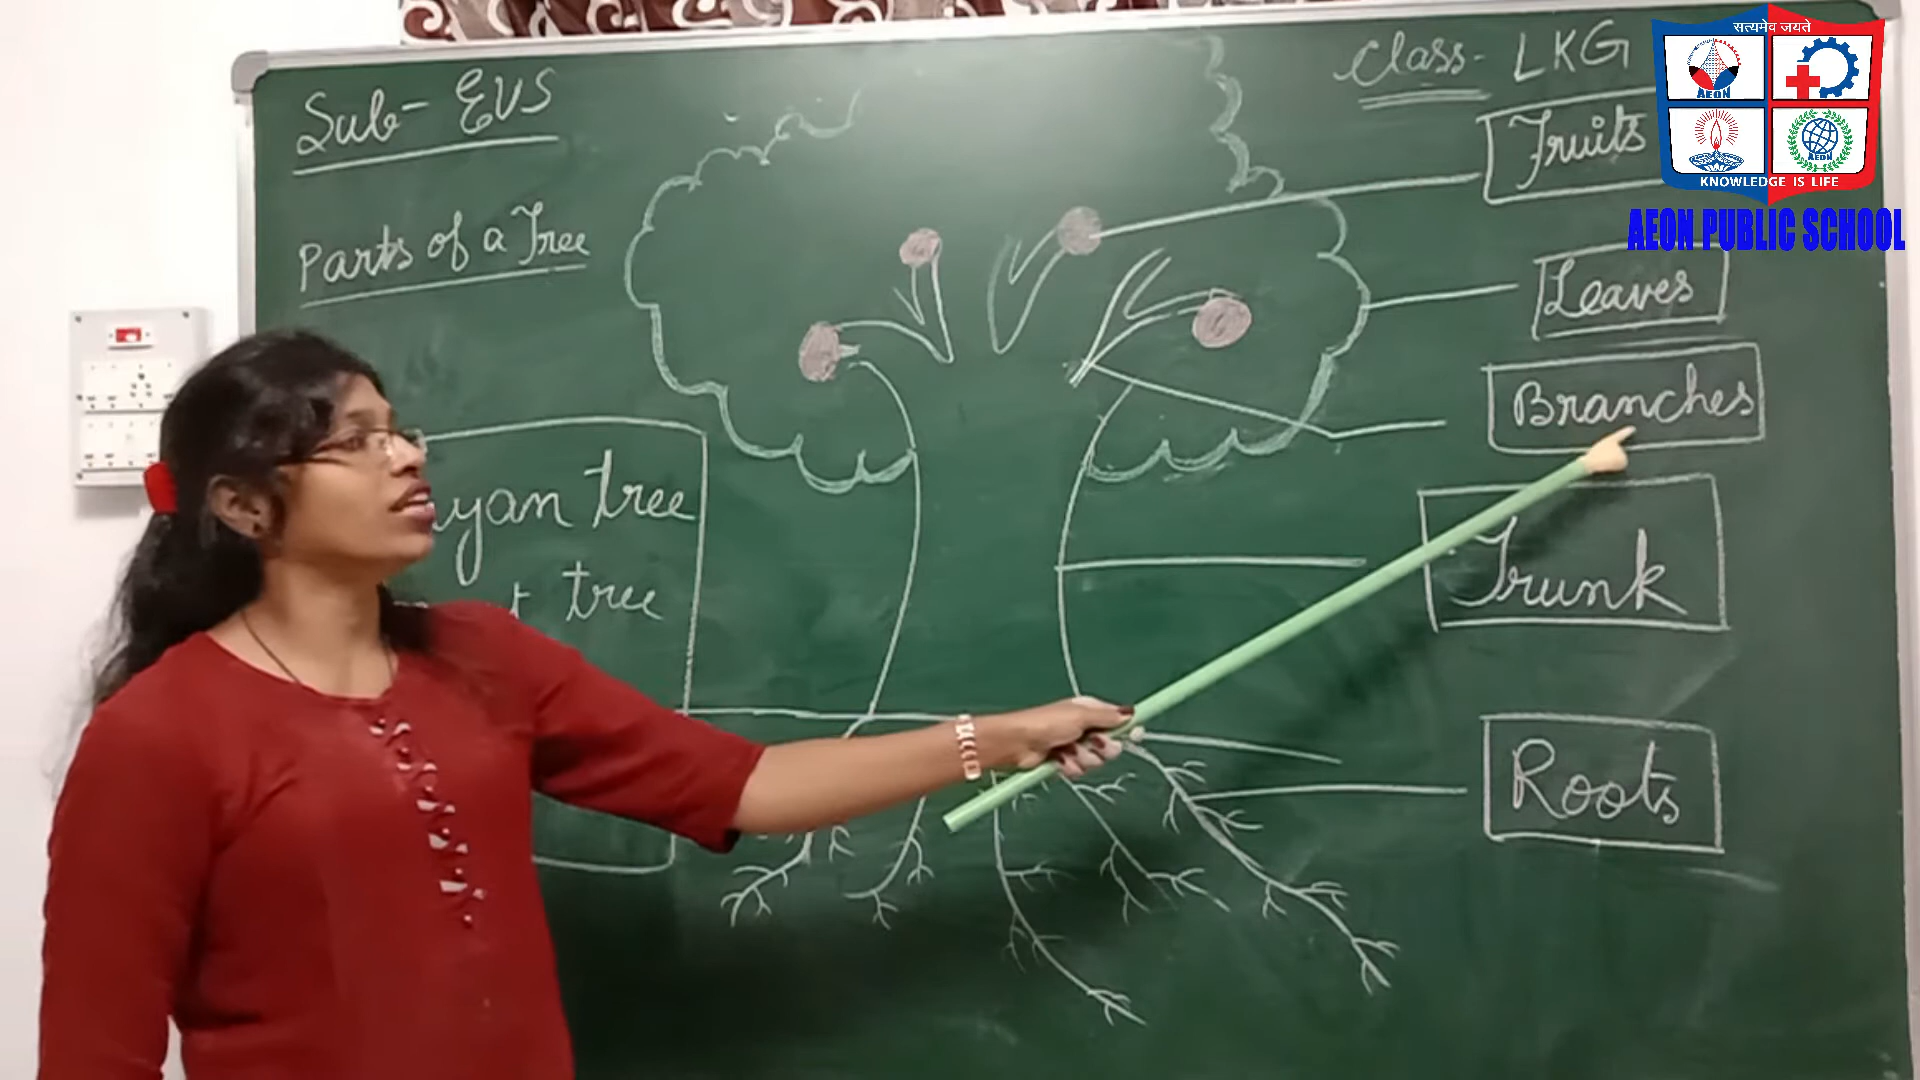 Sub- EVS
Class- LKG
Parts of a Tree
Fruits
Leaves
Branches
Trunk
Roots
tree
tree
सत्यमेव जयते
AEON
AEON
KNOWLEDGE IS LIFE
AEON PUBLIC SCHOOL